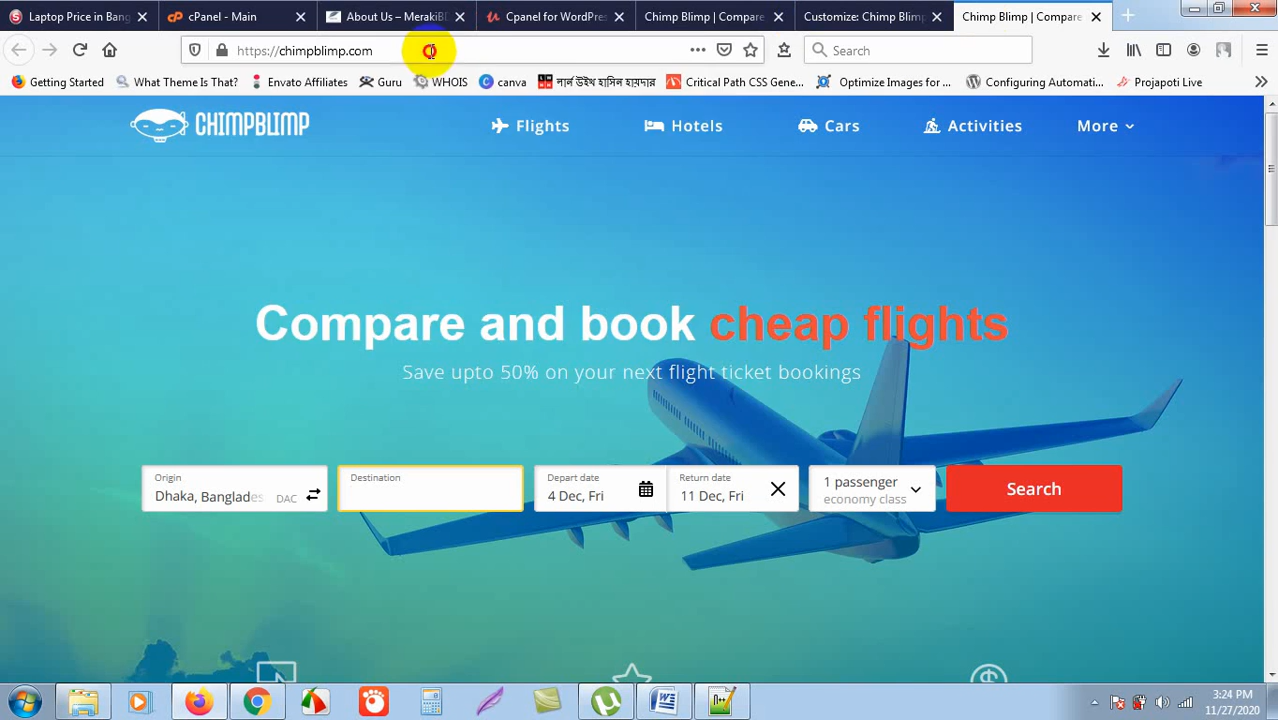 Laptop Price in Bang
cPanel - Main
About Us – MerakiBD
Cpanel for WordPres
Chimp Blimp | Compare
Customize: Chimp Blimp
Chimp Blimp | Compare
https://chimpblimp.com
Search
Getting Started
What Theme Is That?
Envato Affiliates
Guru
WHOIS
canva
লার্ন উইথ হাসিন হায়দার
Critical Path CSS Gene...
Optimize Images for ...
Configuring Automati...
Projapoti Live
CHIMPBLIMP
Flights
Hotels
Cars
Activities
More
Compare and book cheap flights
Save upto 50% on your next flight ticket bookings
Origin
Dhaka, Banglades DAC
Destination
Depart date
4 Dec, Fri
Return date
11 Dec, Fri
1 passenger
economy class
Search
3:24 PM
11/27/2020